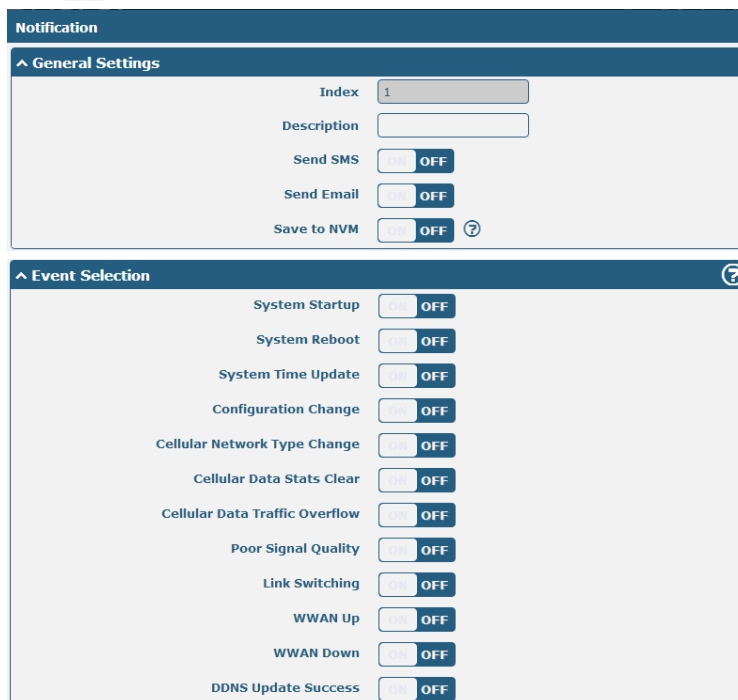 Notification
General Settings
Index 1
Description
Send SMS ON OFF
Send Email ON OFF
Save to NVM ON OFF ?
Event Selection ?
System Startup ON OFF
System Reboot ON OFF
System Time Update ON OFF
Configuration Change ON OFF
Cellular Network Type Change ON OFF
Cellular Data Stats Clear ON OFF
Cellular Data Traffic Overflow ON OFF
Poor Signal Quality ON OFF
Link Switching ON OFF
WWAN Up ON OFF
WWAN Down ON OFF
DDNS Update Success ON OFF